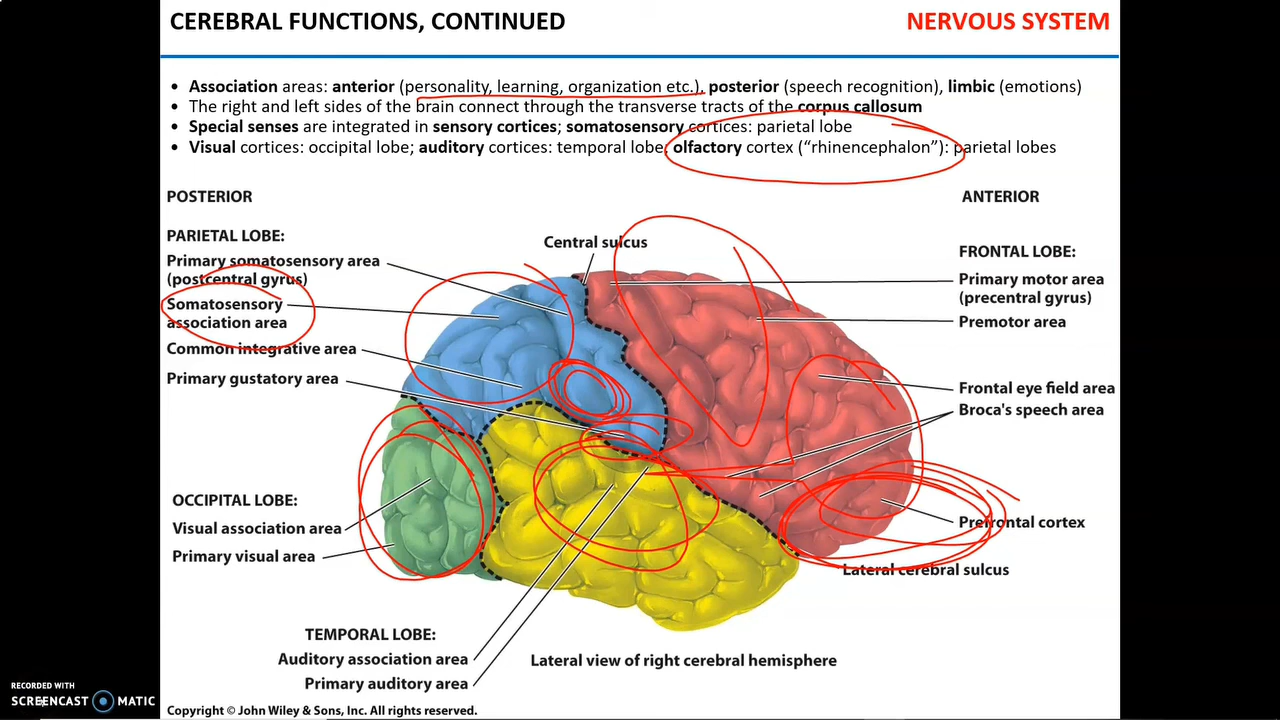 CEREBRAL FUNCTIONS, CONTINUED
NERVOUS SYSTEM
• Association areas: anterior (personality, learning, organization etc.), posterior (speech recognition), limbic (emotions)
• The right and left sides of the brain connect through the transverse tracts of the corpus callosum
• Special senses are integrated in sensory cortices; somatosensory cortices: parietal lobe
• Visual cortices: occipital lobe; auditory cortices: temporal lobe; olfactory cortex ("rhinencephalon"): parietal lobes
POSTERIOR
ANTERIOR
PARIETAL LOBE:
Primary somatosensory area
(postcentral gyrus)
Somatosensory
association area
Common integrative area
Primary gustatory area
Central sulcus
FRONTAL LOBE:
Primary motor area
(precentral gyrus)
Premotor area
Frontal eye field area
Broca's speech area
Prefrontal cortex
Lateral cerebral sulcus
OCCIPITAL LOBE:
Visual association area
Primary visual area
TEMPORAL LOBE:
Auditory association area
Primary auditory area
Lateral view of right cerebral hemisphere
RECORDED WITH
SCREENCAST MATIC
Copyright © John Wiley & Sons, Inc. All rights reserved.